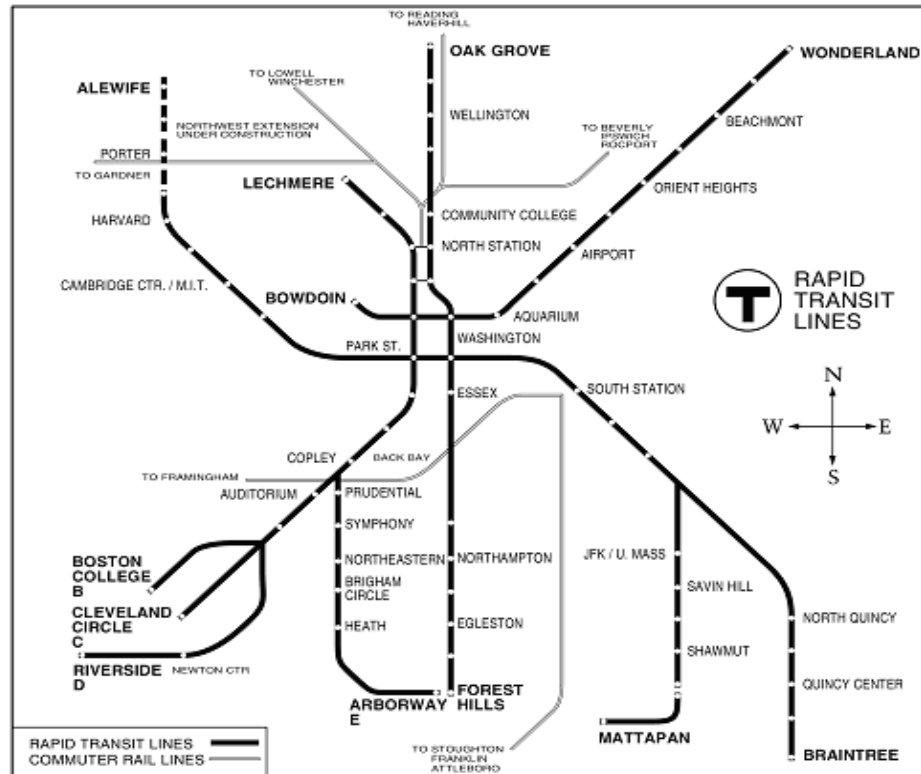 TO READING
HAVERHILL
OAK GROVE
WONDERLAND
ALEWIFE
TO LOWELL
WINCHESTER
WELLINGTON
BEACHMONT
NORTHWEST EXTENSION
UNDER CONSTRUCTION
TO BEVERLY
IPSWICH
ROCPORT
PORTER
TO GARDNER
LECHMERE
ORIENT HEIGHTS
HARVARD
COMMUNITY COLLEGE
NORTH STATION
AIRPORT
CAMBRIDGE CTR. / M.I.T.
BOWDOIN
AQUARIUM
T
RAPID
TRANSIT
LINES
PARK ST.
WASHINGTON
ESSEX
SOUTH STATION
N
W
E
S
COPLEY
BACK BAY
TO FRAMINGHAM
AUDITORIUM
PRUDENTIAL
SYMPHONY
NORTHEASTERN
NORTHAMPTON
JFK / U. MASS
BOSTON
COLLEGE
B
BRIGHAM
CIRCLE
SAVIN HILL
CLEVELAND
CIRCLE
C
HEATH
EGLESTON
NORTH QUINCY
RIVERSIDE
D
NEWTON CTR
SHAWMUT
QUINCY CENTER
ARBORWAY
E
FOREST
HILLS
MATTAPAN
BRAINTREE
RAPID TRANSIT LINES
COMMUTER RAIL LINES
TO STOUGHTON
FRANKLIN
ATTLEBORO